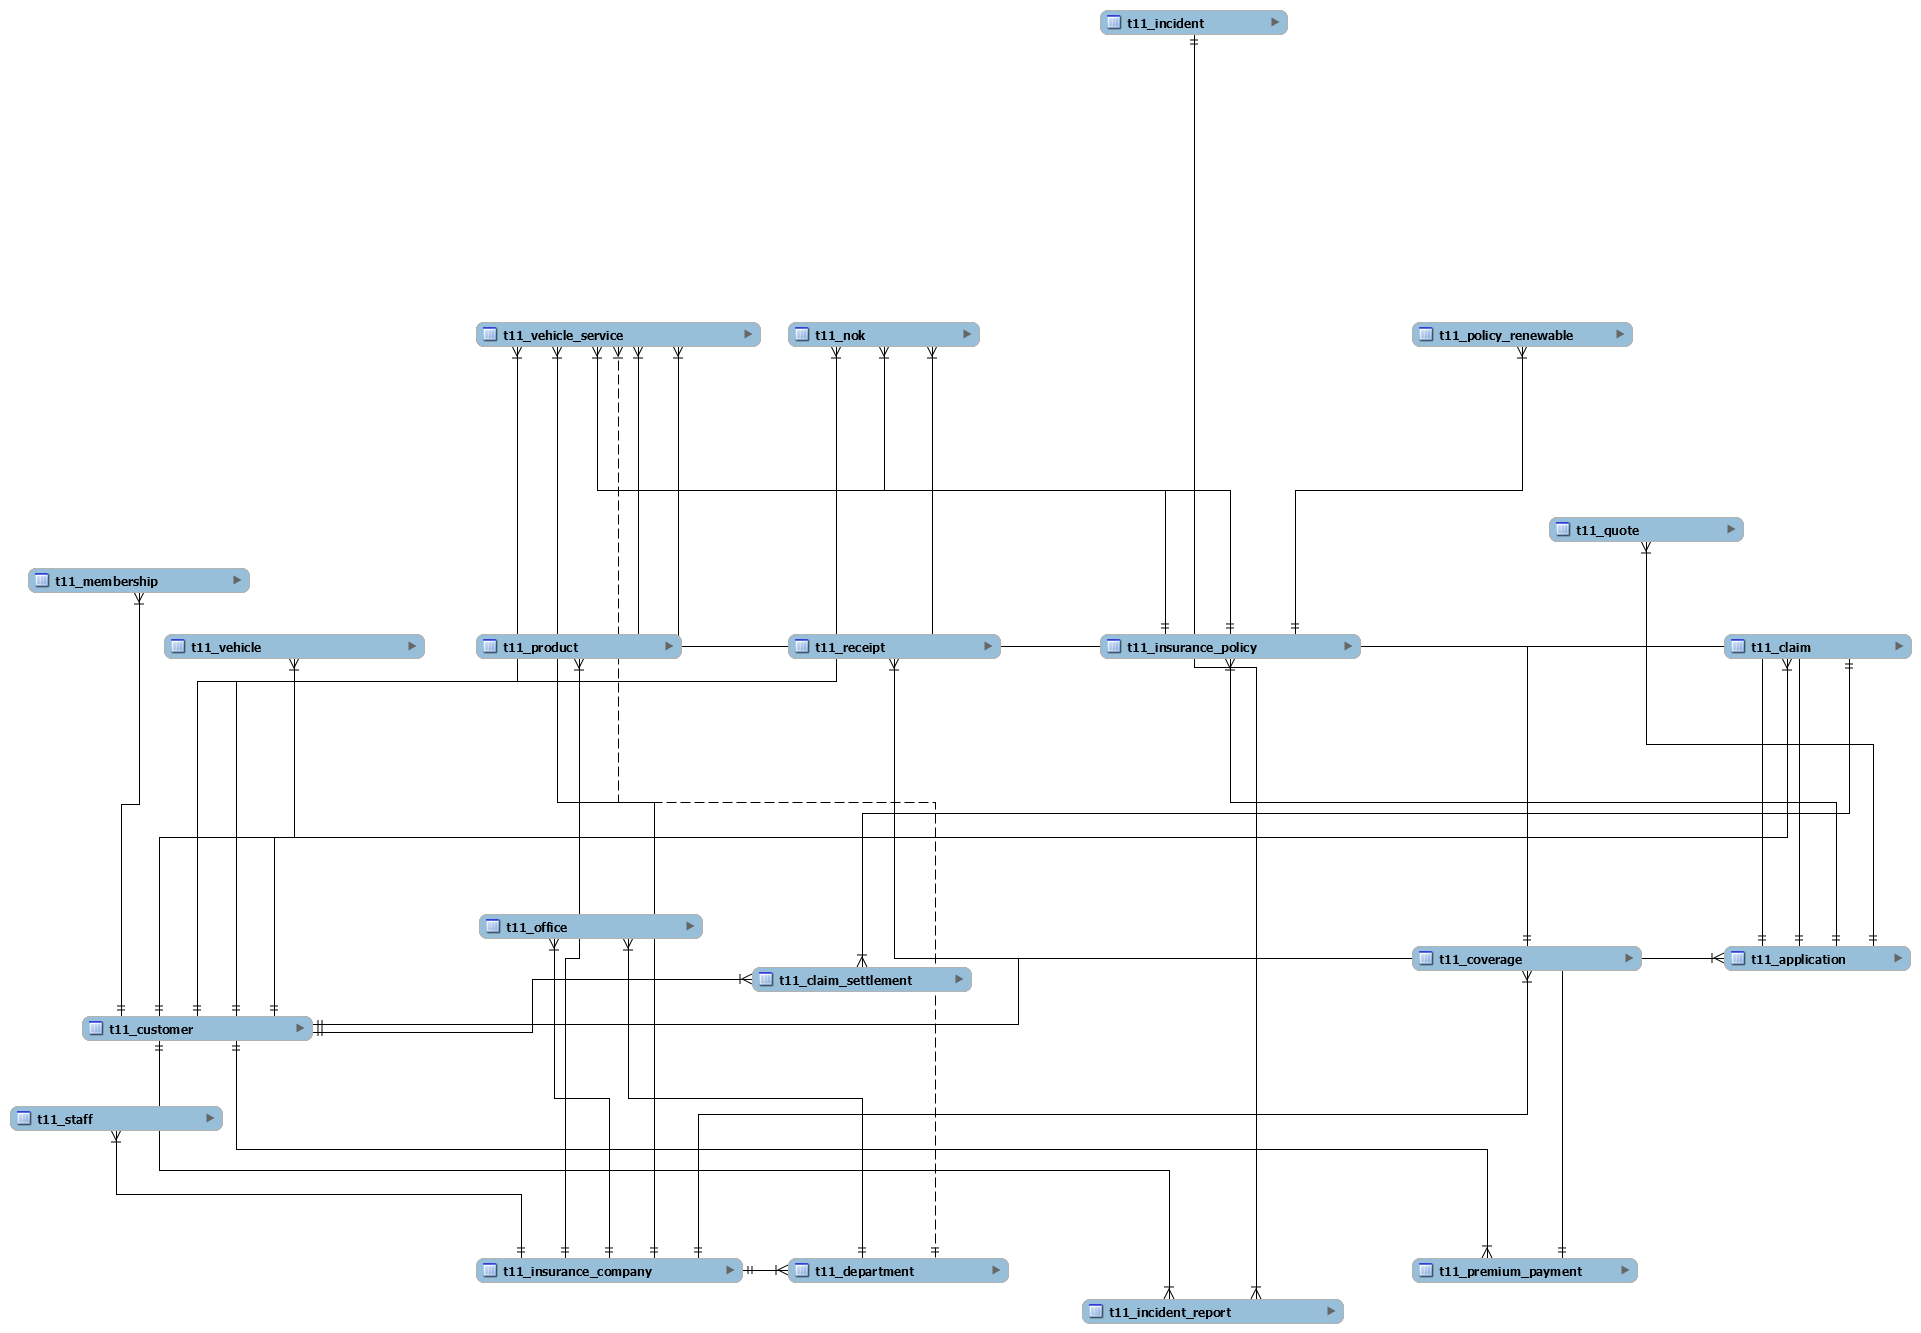 t11_incident
t11_vehicle_service
t11_nok
t11_policy_renewable
t11_quote
t11_membership
t11_vehicle
t11_product
t11_receipt
t11_insurance_policy
t11_claim
t11_office
t11_claim_settlement
t11_coverage
t11_application
t11_customer
t11_staff
t11_insurance_company
t11_department
t11_premium_payment
t11_incident_report